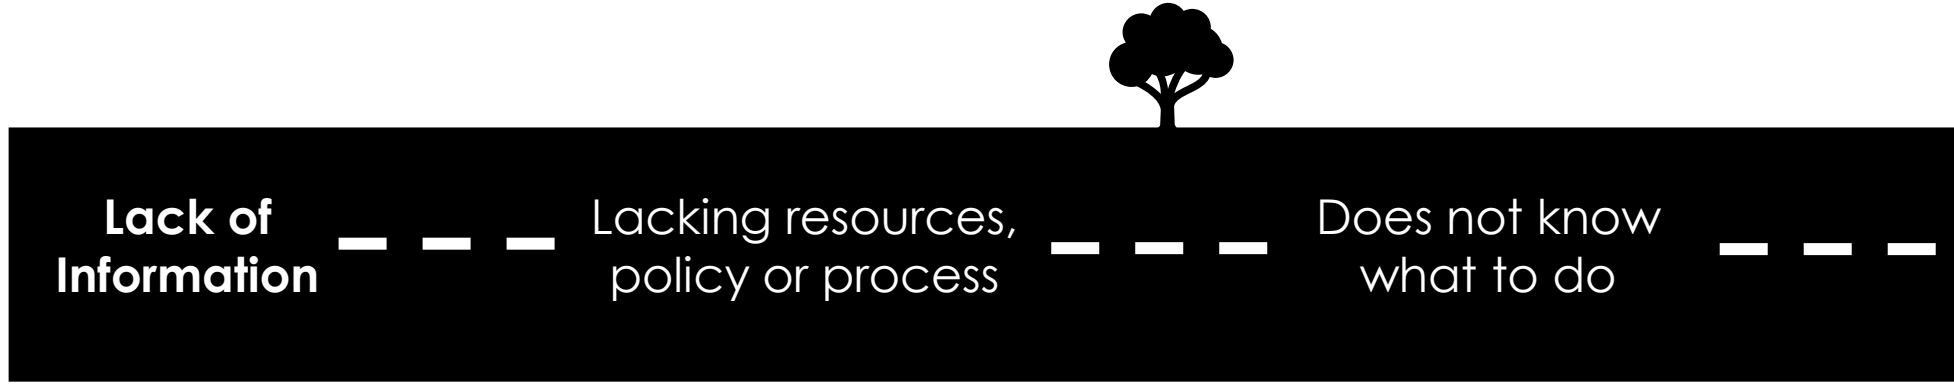 Lack of
Information
Lacking resources,
policy or process
Does not know
what to do